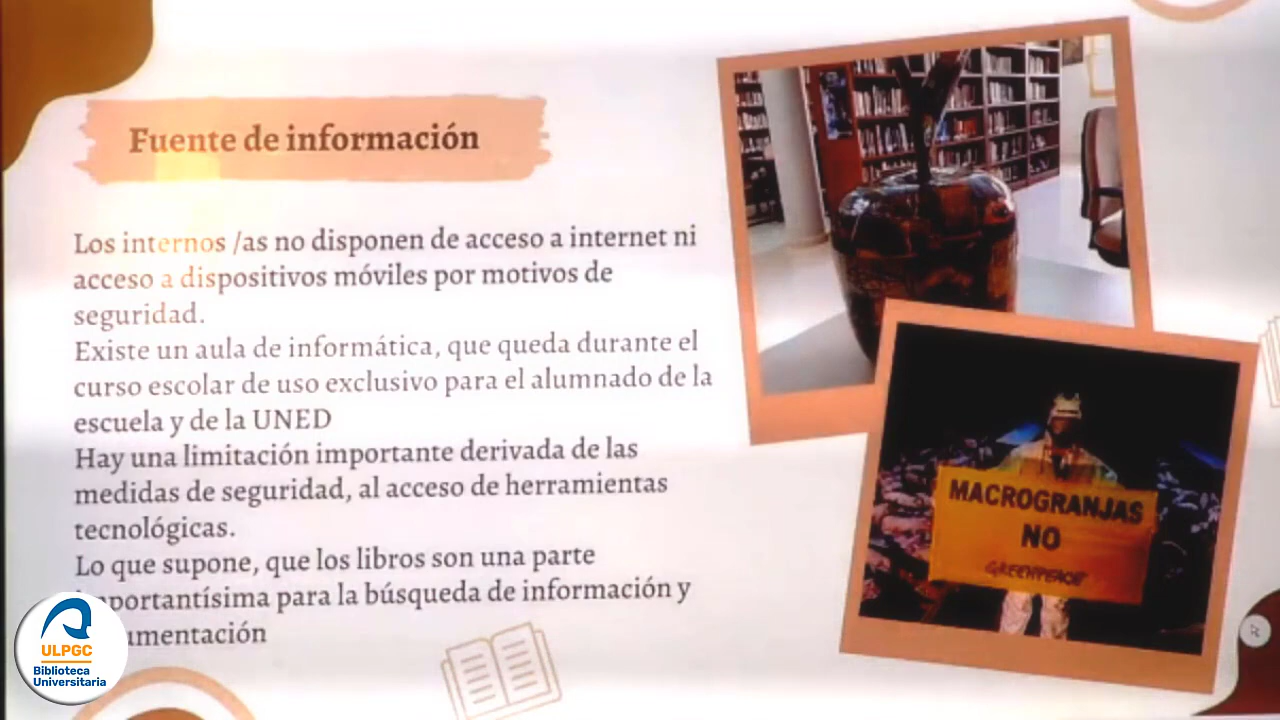 Fuente de información
Los internos /as no disponen de acceso a internet ni
acceso a dispositivos móviles por motivos de
seguridad.
Existe un aula de informática, que queda durante el
curso escolar de uso exclusivo para el alumnado de la
escuela y de la UNED
Hay una limitación importante derivada de las
medidas de seguridad, al acceso de herramientas
tecnológicas.
Lo que supone, que los libros son una parte
portantísima para la búsqueda de información y
umentación
MACROGRANJAS
NO
GREENPEACE
ULPGC
Biblioteca
Universitaria